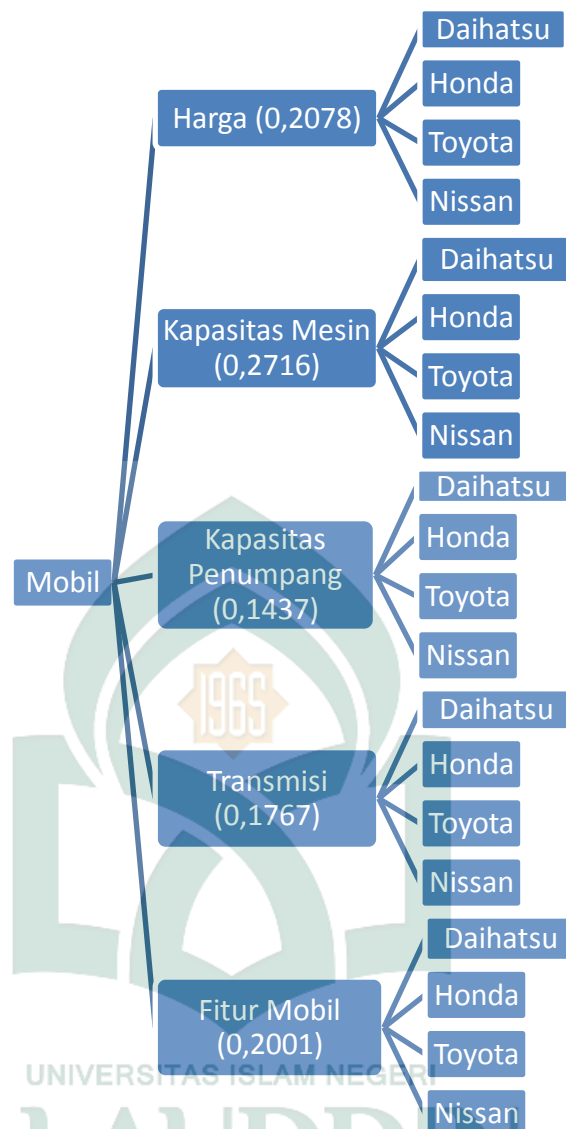 Mobil
Harga (0,2078)
Daihatsu
Honda
Toyota
Nissan
Kapasitas Mesin
(0,2716)
Daihatsu
Honda
Toyota
Nissan
Kapasitas
Penumpang
(0,1437)
Daihatsu
Honda
Toyota
Nissan
Transmisi
(0,1767)
Daihatsu
Honda
Toyota
Nissan
Fitur Mobil
(0,2001)
Daihatsu
Honda
Toyota
Nissan
1965
UNIVERSITAS ISLAM NEGERI